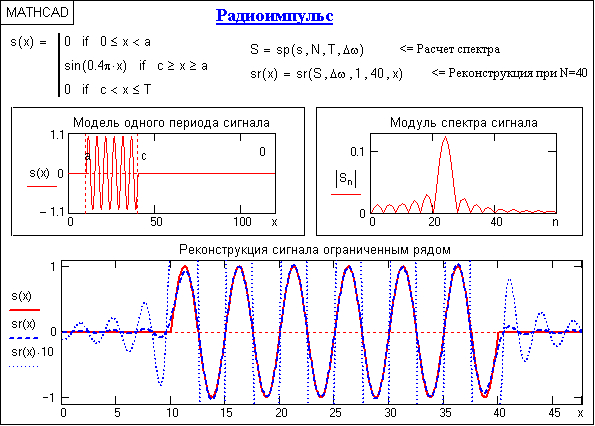 MATHCAD
Радиоимпульс
s(x) = 0 if 0 ≤ x < a
sin(0.4π·x) if c ≥ x ≥ a
0 if c < x ≤ T
S = sp(s,N,T,Δω) <= Расчет спектра
sr(x) = sr(S,Δω,1,40,x) <= Реконструкция при N=40
Модель одного периода сигнала
1.1
a c 0
s(x) 0
−1.1
0 50 100 x
Модуль спектра сигнала
0.1
|Sn|
0
0 20 40 n
Реконструкция сигнала ограниченным рядом
1
s(x)
sr(x) 0
sr(x)·10
−1
0 5 10 15 20 25 30 35 40 45 x